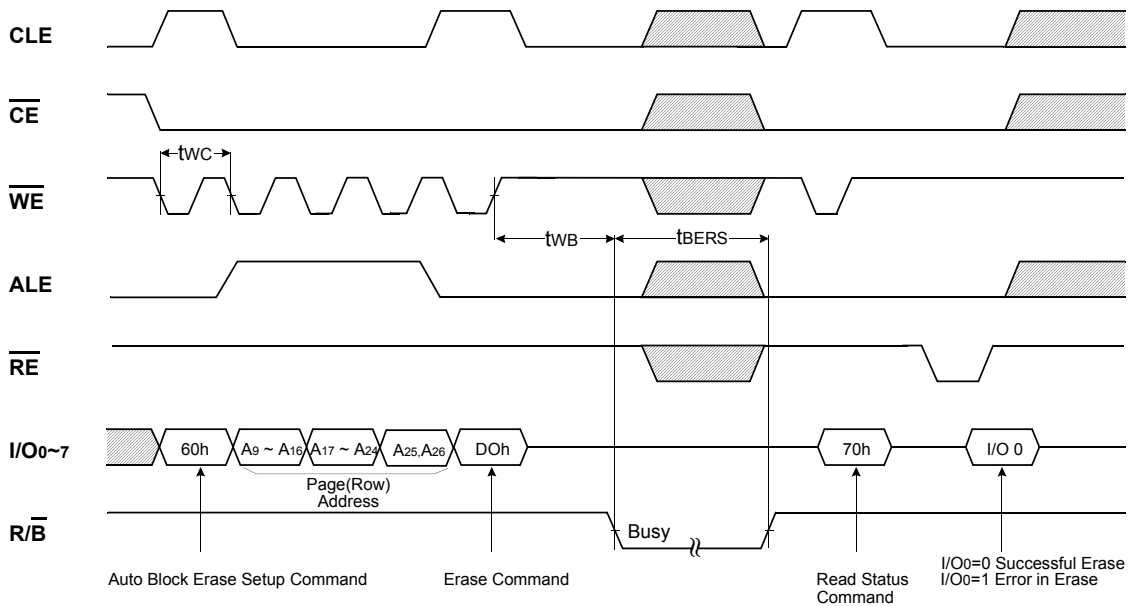 CLE
CE
tWC
WE
tWB
tBERS
ALE
RE
I/O0~7
60h
A9 ~ A16
A17 ~ A24
A25,A26
DOh
70h
I/O 0
Page(Row)
Address
R/B
Busy
Auto Block Erase Setup Command
Erase Command
Read Status
Command
I/O0=0 Successful Erase
I/O0=1 Error in Erase